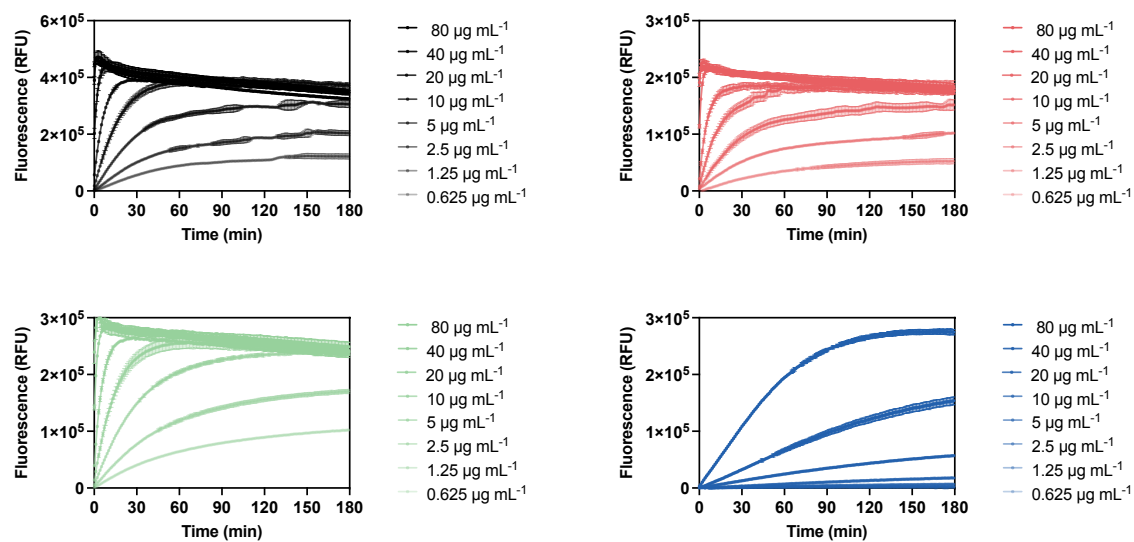 Fluorescence (RFU)
6×10⁵
4×10⁵
2×10⁵
0
0 30 60 90 120 150 180
Time (min)
80 µg mL⁻¹
40 µg mL⁻¹
20 µg mL⁻¹
10 µg mL⁻¹
5 µg mL⁻¹
2.5 µg mL⁻¹
1.25 µg mL⁻¹
0.625 µg mL⁻¹
Fluorescence (RFU)
3×10⁵
2×10⁵
1×10⁵
0
0 30 60 90 120 150 180
Time (min)
80 µg mL⁻¹
40 µg mL⁻¹
20 µg mL⁻¹
10 µg mL⁻¹
5 µg mL⁻¹
2.5 µg mL⁻¹
1.25 µg mL⁻¹
0.625 µg mL⁻¹
Fluorescence (RFU)
3×10⁵
2×10⁵
1×10⁵
0
0 30 60 90 120 150 180
Time (min)
80 µg mL⁻¹
40 µg mL⁻¹
20 µg mL⁻¹
10 µg mL⁻¹
5 µg mL⁻¹
2.5 µg mL⁻¹
1.25 µg mL⁻¹
0.625 µg mL⁻¹
Fluorescence (RFU)
3×10⁵
2×10⁵
1×10⁵
0
0 30 60 90 120 150 180
Time (min)
80 µg mL⁻¹
40 µg mL⁻¹
20 µg mL⁻¹
10 µg mL⁻¹
5 µg mL⁻¹
2.5 µg mL⁻¹
1.25 µg mL⁻¹
0.625 µg mL⁻¹